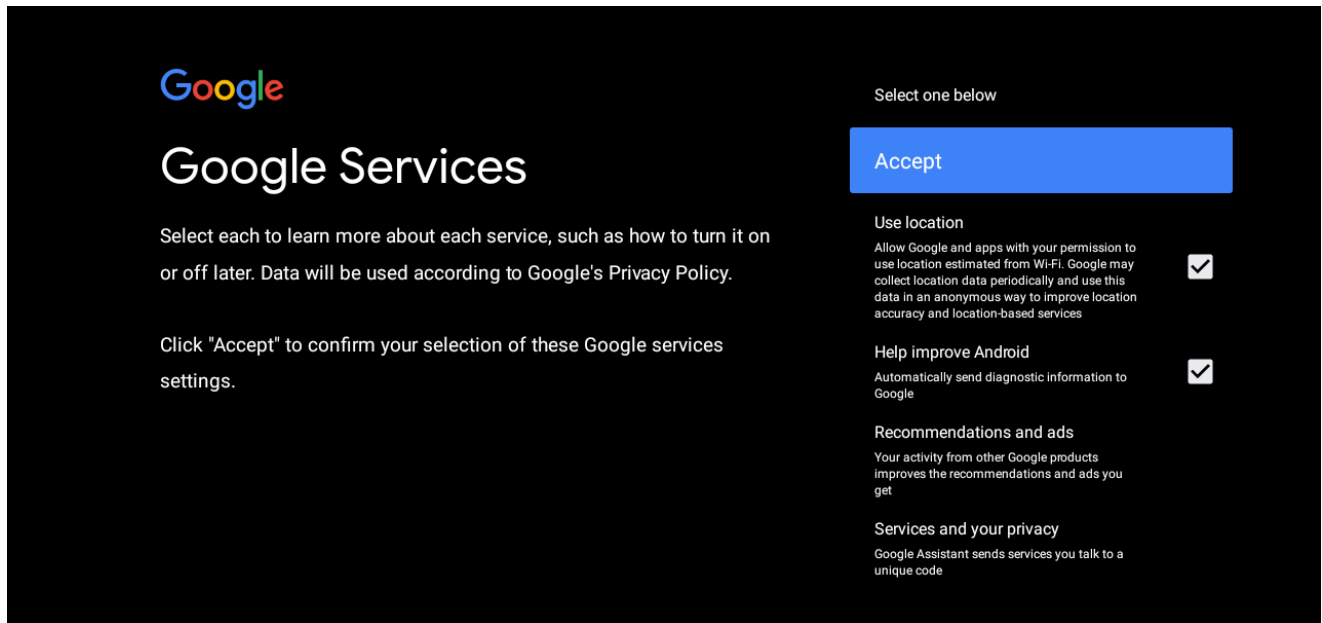 Google
Google Services
Select each to learn more about each service, such as how to turn it on
or off later. Data will be used according to Google's Privacy Policy.
Click "Accept" to confirm your selection of these Google services
settings.
Select one below
Accept
Use location
Allow Google and apps with your permission to
use location estimated from Wi-Fi. Google may
collect location data periodically and use this
data in an anonymous way to improve location
accuracy and location-based services
Help improve Android
Automatically send diagnostic information to
Google
Recommendations and ads
Your activity from other Google products
improves the recommendations and ads you
get
Services and your privacy
Google Assistant sends services you talk to a
unique code